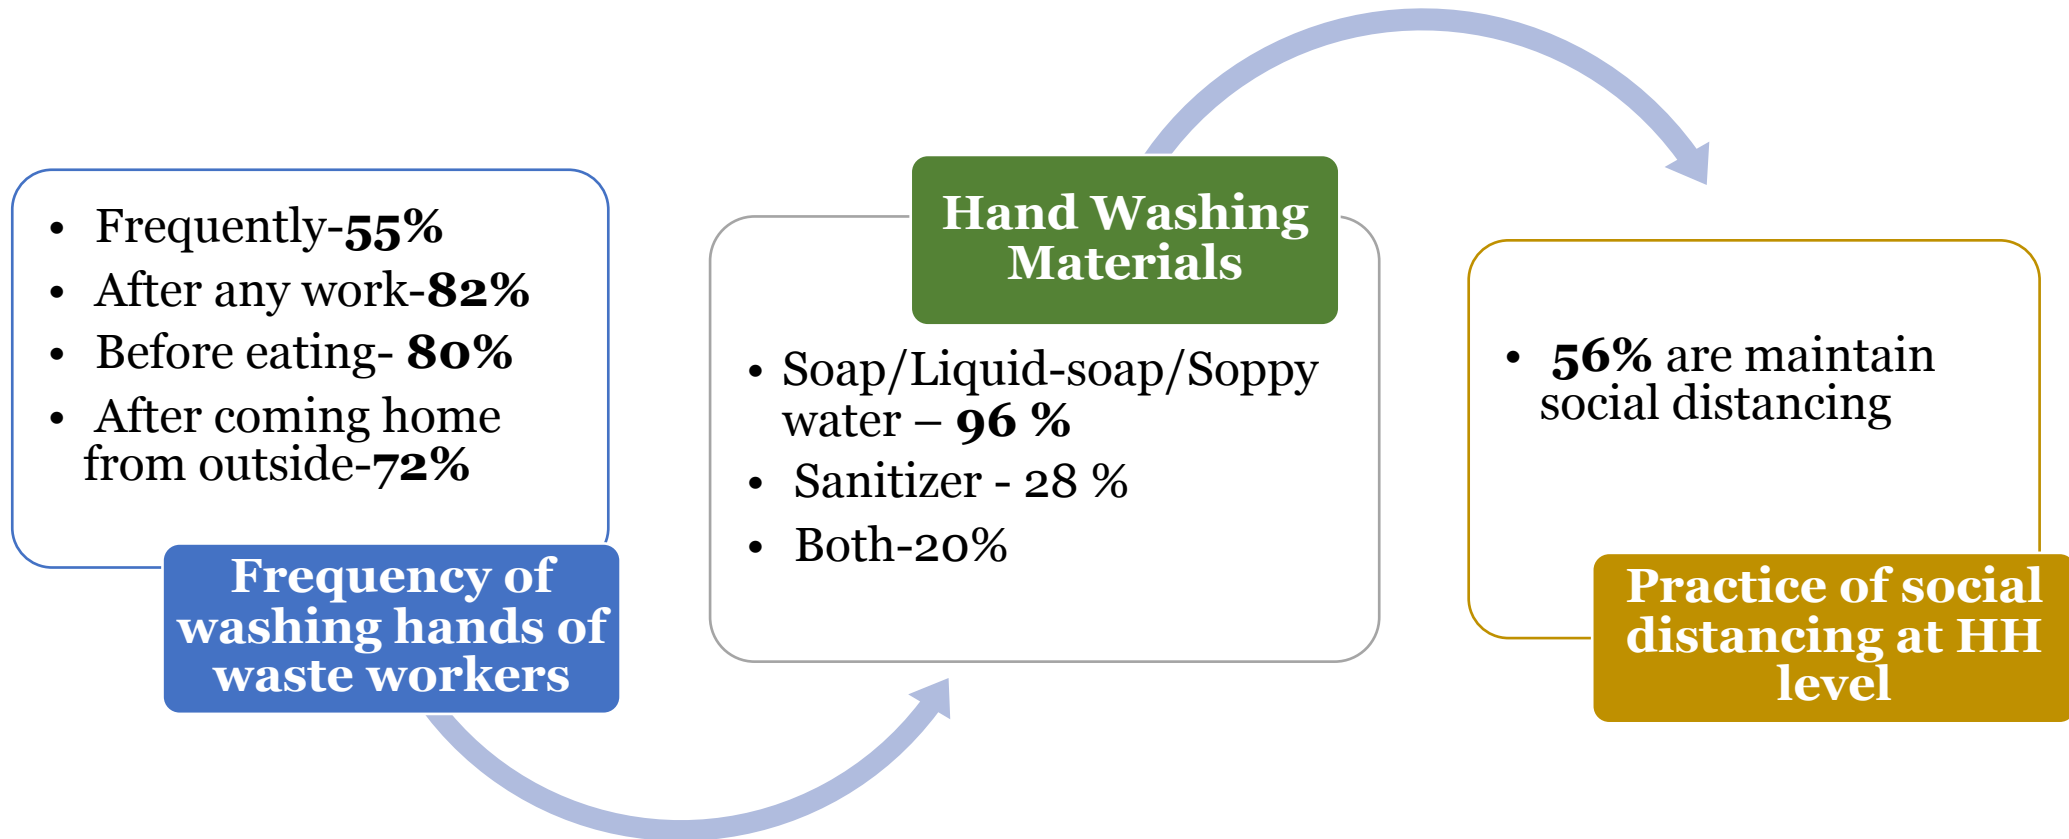 • Frequently-55%
• After any work-82%
• Before eating- 80%
• After coming home
from outside-72%
Frequency of
washing hands of
waste workers
Hand Washing
Materials
• Soap/Liquid-soap/Soppy
water – 96 %
• Sanitizer - 28 %
• Both-20%
• 56% are maintain
social distancing
Practice of social
distancing at HH
level